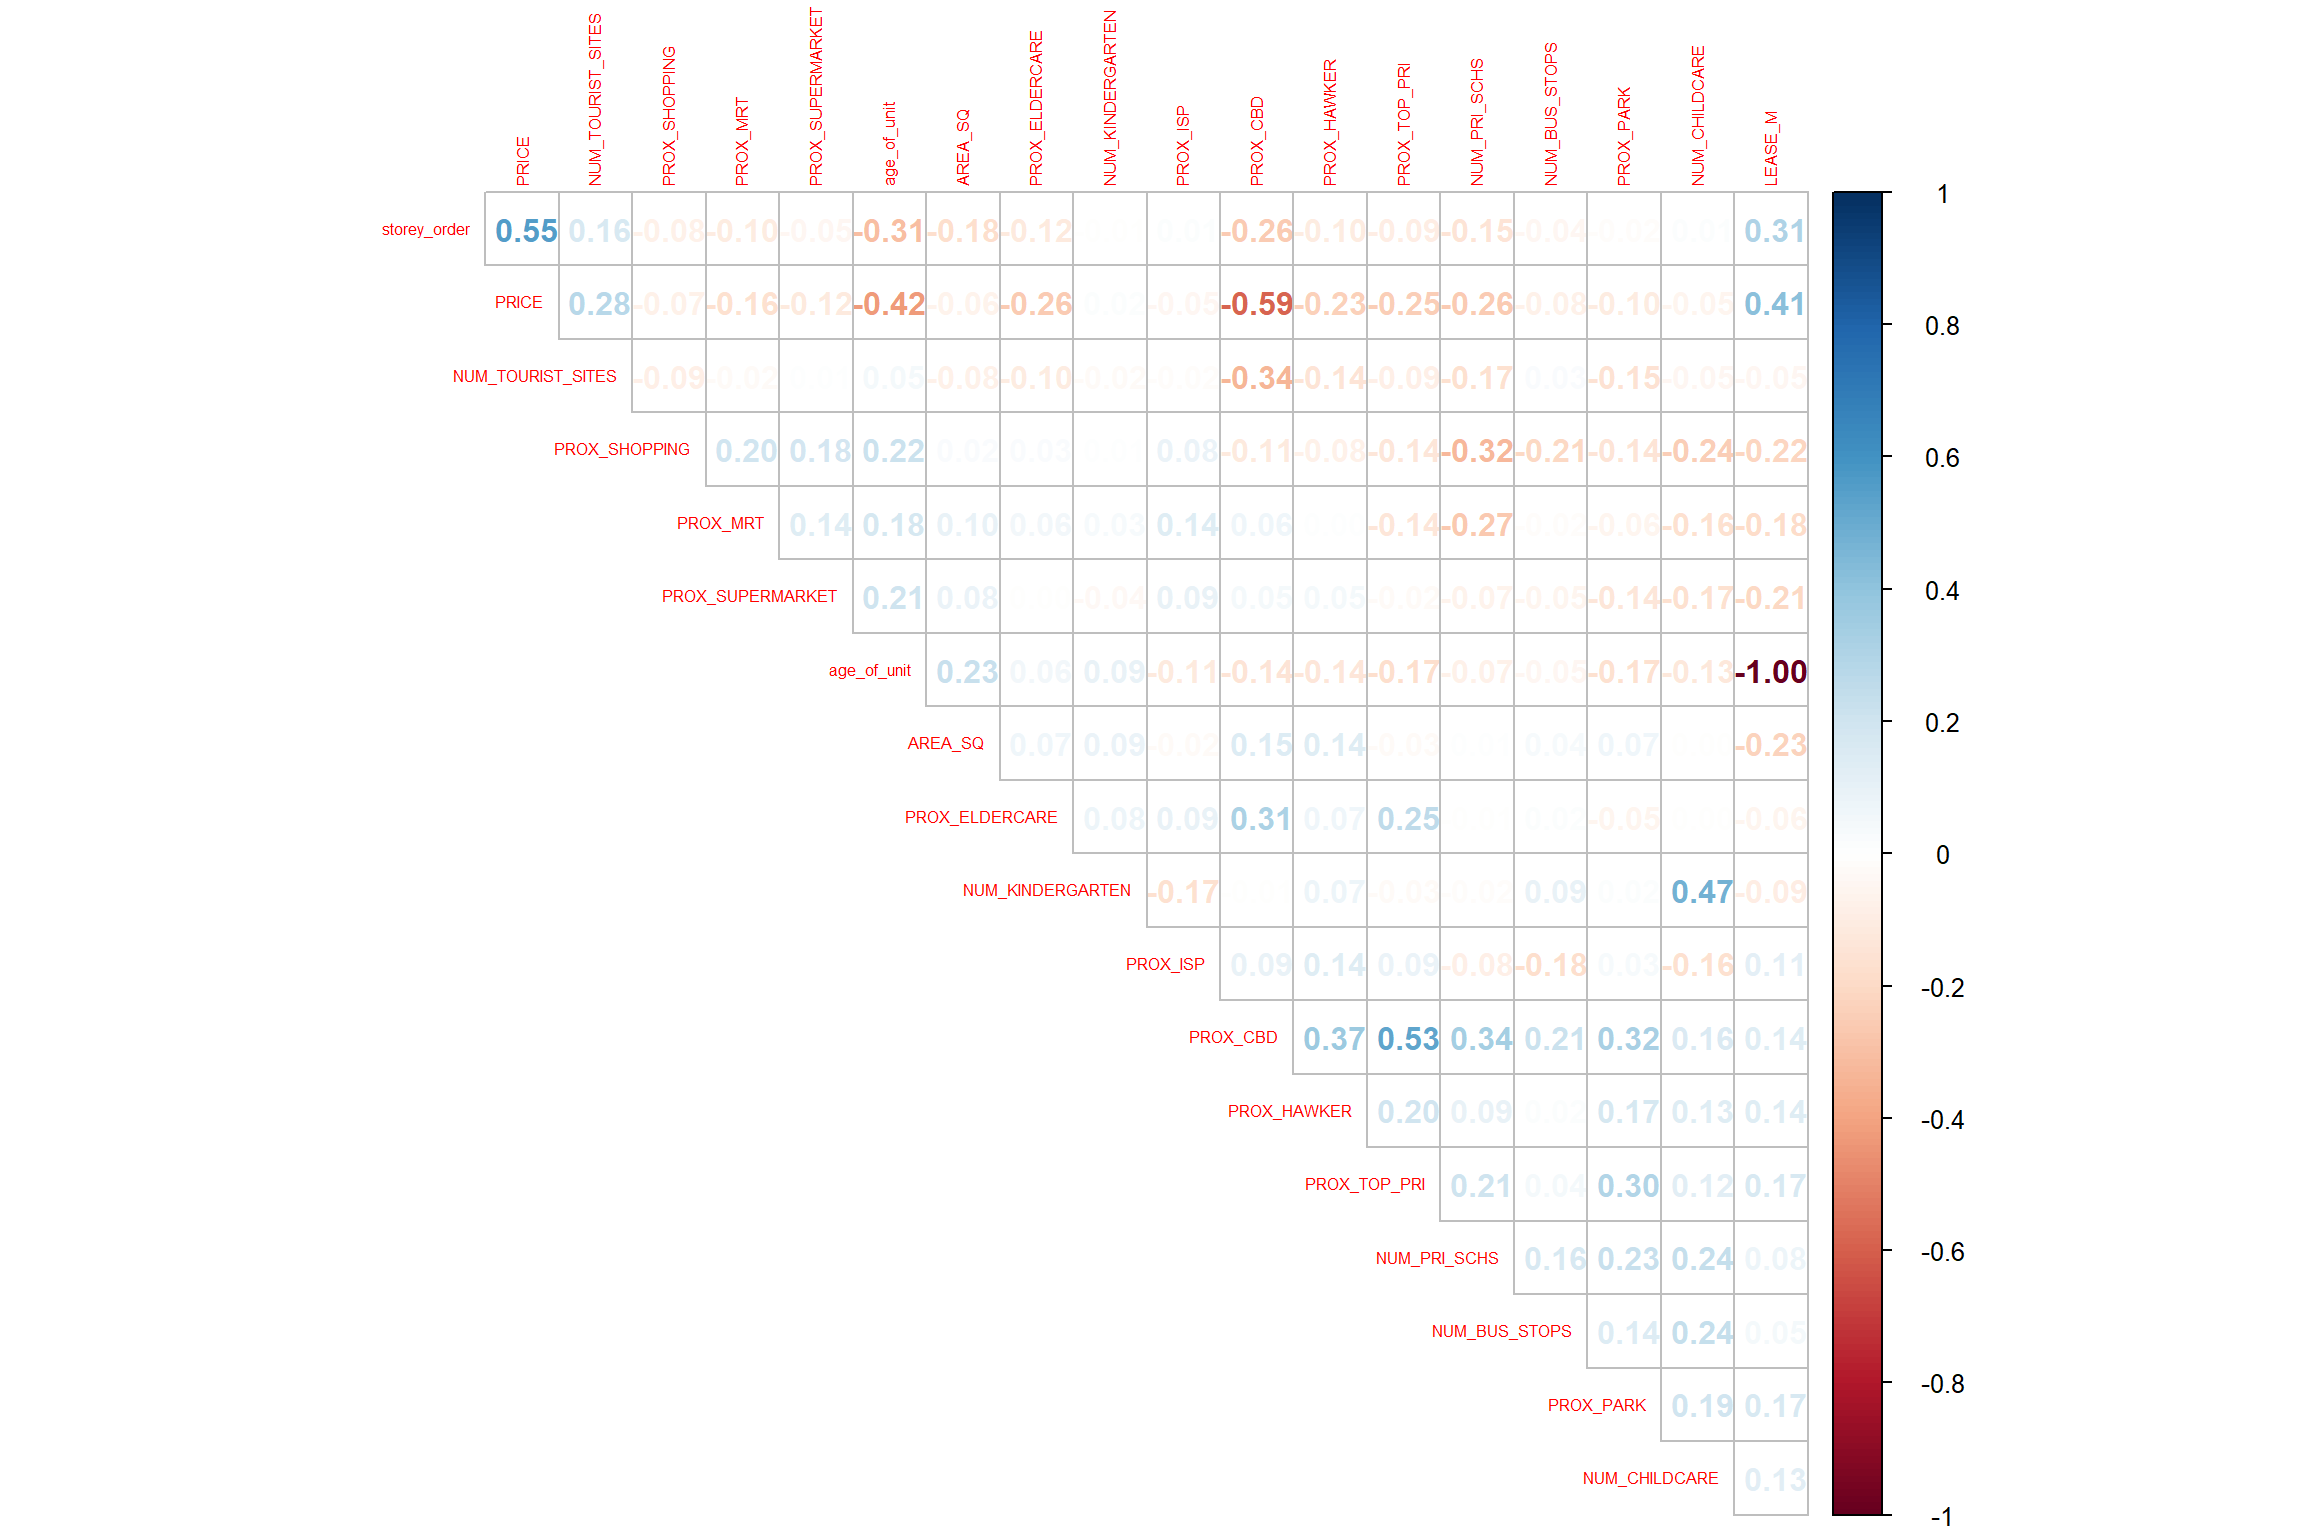 PRICE NUM_TOURIST_SITES PROX_SHOPPING PROX_MRT PROX_SUPERMARKET age_of_unit AREA_SQ PROX_ELDERCARE NUM_KINDERGARTEN PROX_ISP PROX_CBD PROX_HAWKER PROX_TOP_PRI NUM_PRI_SCHS NUM_BUS_STOPS PROX_PARK NUM_CHILDCARE LEASE_M
storey_order 0.55 0.16 -0.08 -0.10 -0.05 -0.31 -0.18 -0.12 0.01 -0.26 -0.10 -0.09 -0.15 -0.04 -0.02 0.01 0.31
PRICE 0.28 -0.07 -0.16 -0.12 -0.42 -0.06 -0.26 0.02 -0.05 -0.59 -0.23 -0.25 -0.26 -0.08 -0.10 -0.05 0.41
NUM_TOURIST_SITES -0.09 -0.02 0.05 -0.08 -0.10 -0.02 -0.02 -0.34 -0.14 -0.09 -0.17 0.03 -0.15 -0.05 -0.05
PROX_SHOPPING 0.20 0.18 0.22 0.02 0.03 0.08 -0.11 -0.08 -0.14 -0.32 -0.21 -0.14 -0.24 -0.22
PROX_MRT 0.14 0.18 0.10 0.06 0.03 0.14 0.06 -0.14 -0.27 -0.02 -0.06 -0.16 -0.18
PROX_SUPERMARKET 0.21 0.08 -0.04 0.09 0.05 0.05 -0.02 -0.07 -0.05 -0.14 -0.17 -0.21
age_of_unit 0.23 0.06 0.09 -0.11 -0.14 -0.14 -0.17 -0.07 -0.05 -0.17 -0.13 -1.00
AREA_SQ 0.07 0.09 -0.02 0.15 0.14 -0.03 0.04 0.07 -0.23
PROX_ELDERCARE 0.08 0.09 0.31 0.07 0.25 0.02 -0.05 -0.06
NUM_KINDERGARTEN -0.17 0.07 -0.03 -0.02 0.09 0.02 0.47 -0.09
PROX_ISP 0.09 0.14 0.09 -0.08 -0.18 0.03 -0.16 0.11
PROX_CBD 0.37 0.53 0.34 0.21 0.32 0.16 0.14
PROX_HAWKER 0.20 0.09 0.02 0.17 0.13 0.14
PROX_TOP_PRI 0.21 0.04 0.30 0.12 0.17
NUM_PRI_SCHS 0.16 0.23 0.24 0.08
NUM_BUS_STOPS 0.14 0.24 0.05
PROX_PARK 0.19 0.17
NUM_CHILDCARE 0.13
1
0.8
0.6
0.4
0.2
0
-0.2
-0.4
-0.6
-0.8
-1